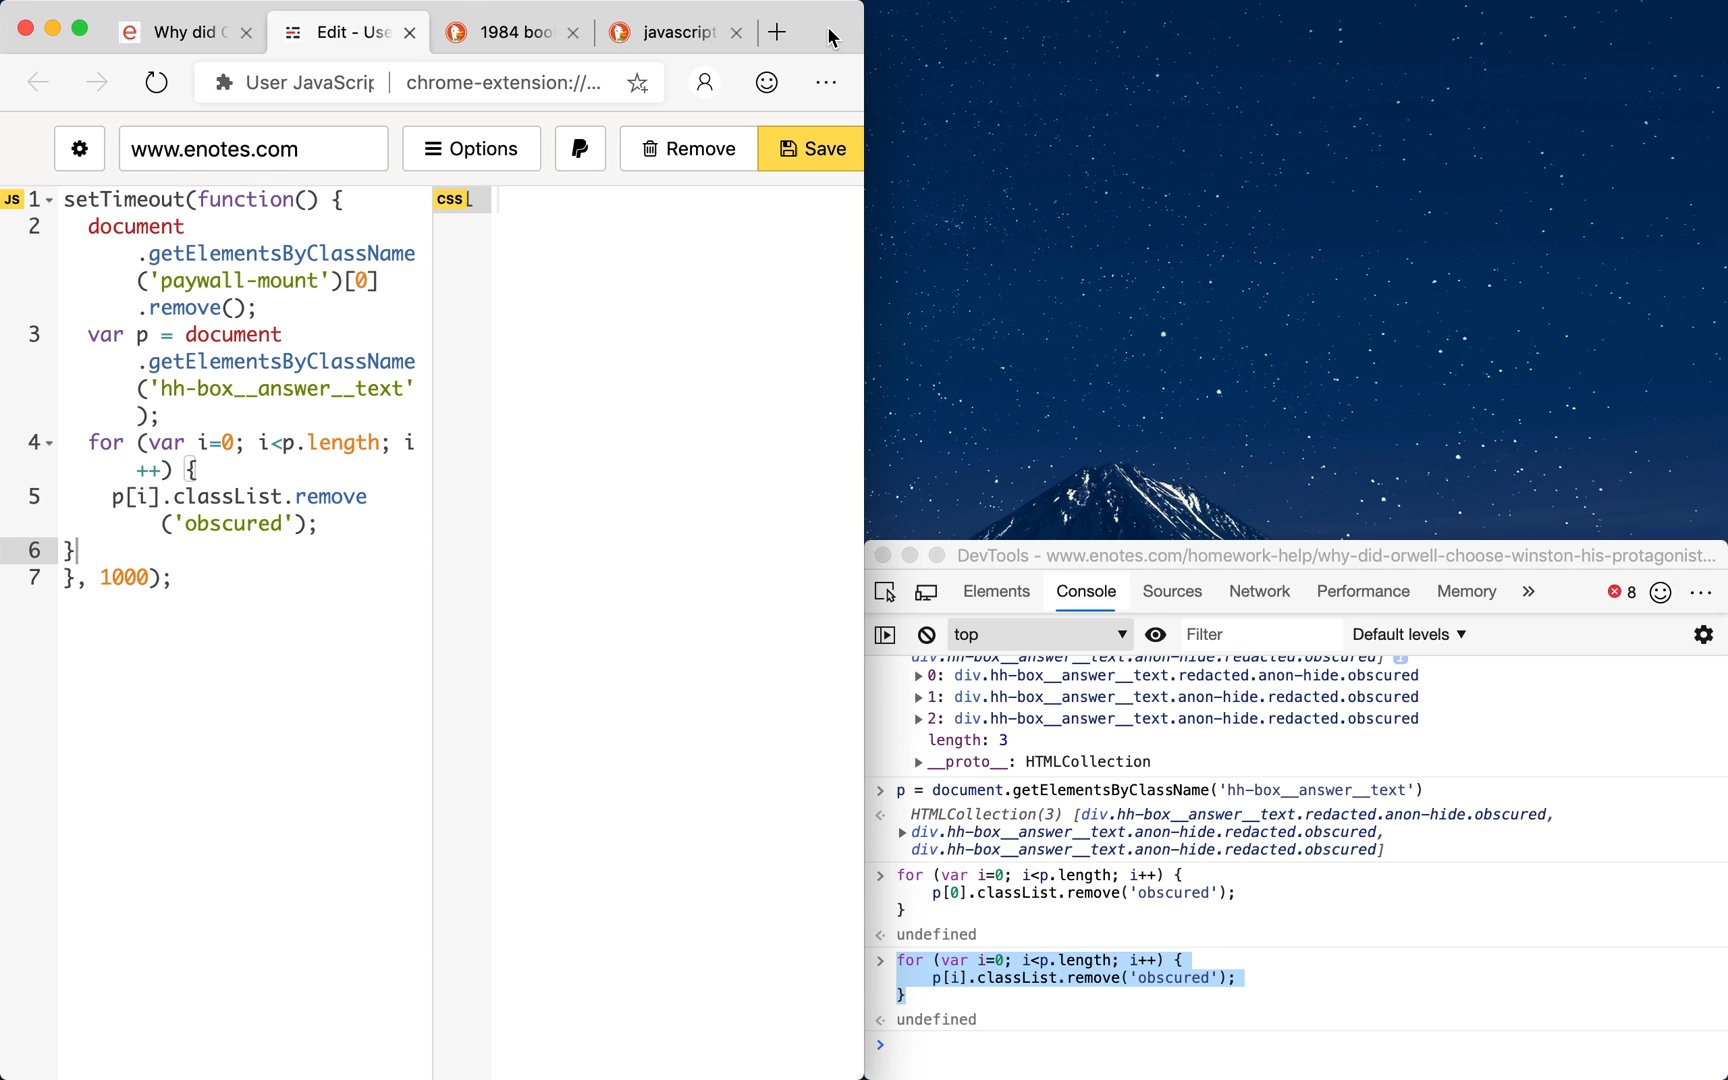 Why did
Edit - Use
1984 boo
javascript
User JavaScrip
chrome-extension://...
www.enotes.com
Options
Remove
Save
JS
1 setTimeout(function() {
2 document
.getElementsByClassName
('paywall-mount')[0]
.remove();
3 var p = document
.getElementsByClassName
('hh-box__answer__text'
);
4 for (var i=0; i<p.length; i
++) {
5 p[i].classList.remove
('obscured');
6 }
7 }, 1000);
CSS
DevTools - www.enotes.com/homework-help/why-did-orwell-choose-winston-his-protagonist...
Elements Console Sources Network Performance Memory » 8
top Filter Default levels ▼
div.hh-box__answer__text.anon-hide.redacted.obscured]
0: div.hh-box__answer__text.redacted.anon-hide.obscured
1: div.hh-box__answer__text.anon-hide.redacted.obscured
2: div.hh-box__answer__text.anon-hide.redacted.obscured
length: 3
__proto__: HTMLCollection
> p = document.getElementsByClassName('hh-box__answer__text')
HTMLCollection(3) [div.hh-box__answer__text.redacted.anon-hide.obscured,
div.hh-box__answer__text.anon-hide.redacted.obscured,
div.hh-box__answer__text.anon-hide.redacted.obscured]
> for (var i=0; i<p.length; i++) {
p[0].classList.remove('obscured');
}
undefined
> for (var i=0; i<p.length; i++) {
p[i].classList.remove('obscured');
}
undefined
>